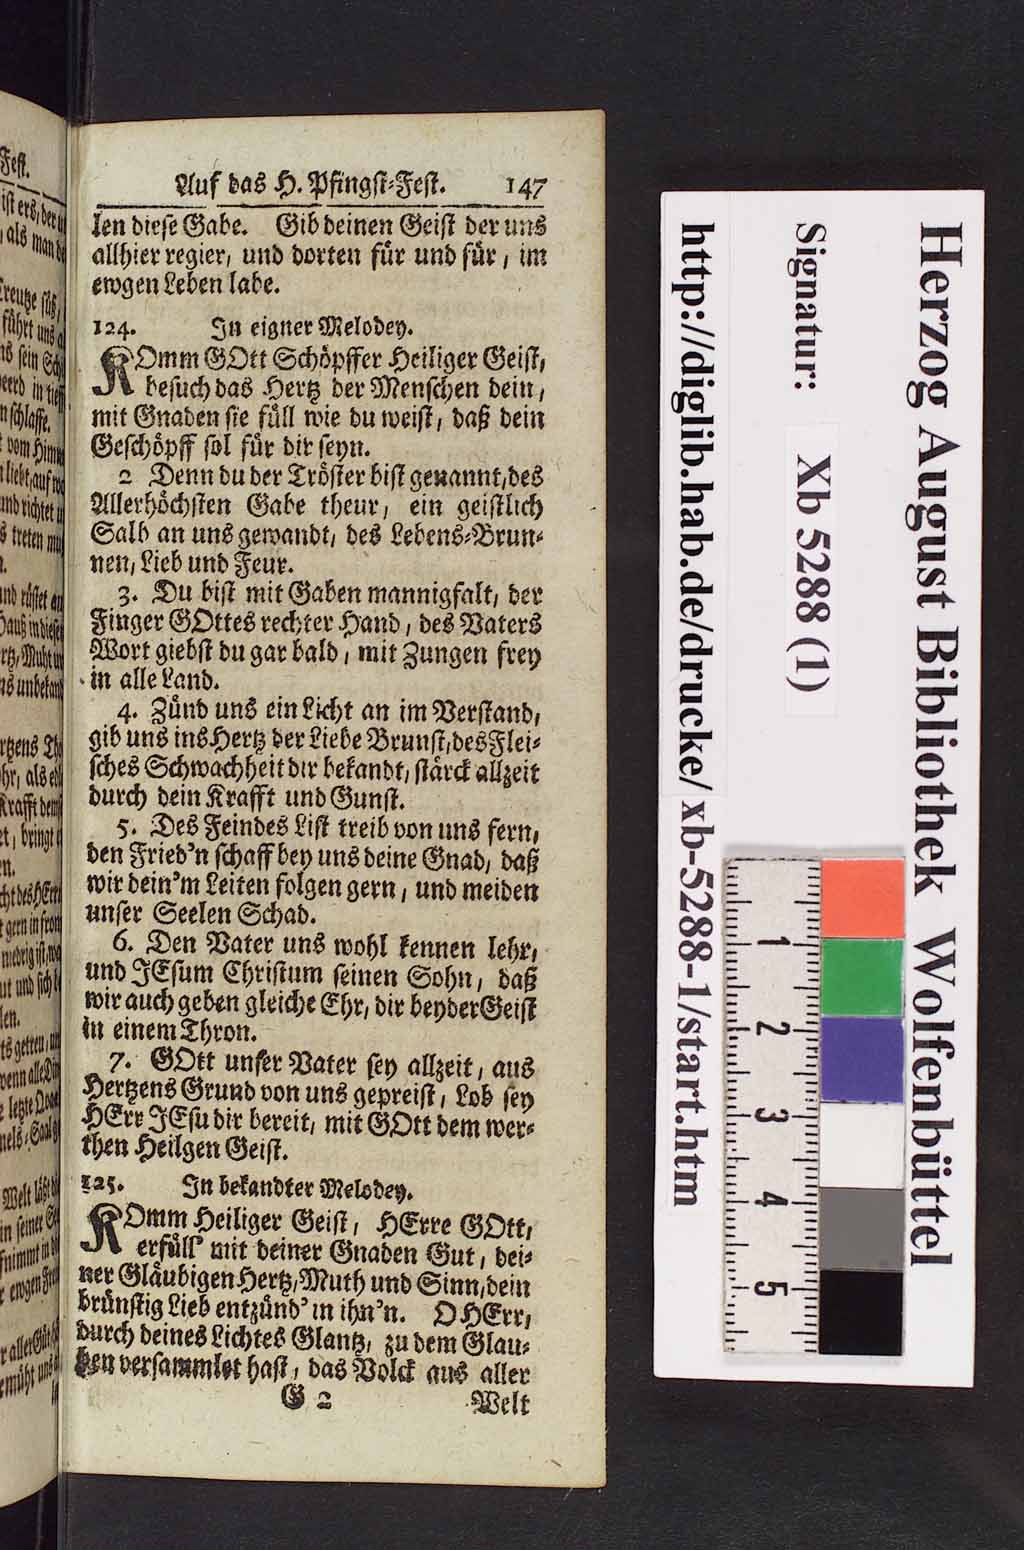 Auf das H. Pfingst-Fest. 147
len diese Gabe. Gib deinen Geist der uns
allhier regier, und dorten für und für, im
ewgen Leben labe.
124. In eigner Melodey.
KOmm GOtt Schöpffer Heiliger Geist,
besuch das Hertz der Menschen dein,
mit Gnaden sie füll wie du weist, daß dein
Geschöpff sol für dir seyn.
2 Denn du der Tröster bist genannt, des
Allerhöchsten Gabe theur, ein geistlich
Salb an uns gewandt, des Lebens-Brun-
nen, Lieb und Feur.
3. Du bist mit Gaben mannigfalt, der
Finger GOttes rechter Hand, des Vaters
Wort giebst du gar bald, mit Zungen frey
in alle Land.
4. Zünd uns ein Licht an im Verstand,
gib uns ins Hertz der Liebe Brunst, des Flei-
sches Schwachheit dir bekandt, stärck allzeit
durch dein Krafft und Gunst.
5. Des Feindes List treib von uns fern,
den Fried'n schaff bey uns deine Gnad, daß
wir dein'm Leiten folgen gern, und meiden
unser Seelen Schad.
6. Den Vater uns wohl kennen lehr,
und JEsum Christum seinen Sohn, daß
wir auch geben gleiche Ehr, dir beyder Geist
in einem Thron.
7. GOtt unser Vater sey allzeit, aus
Hertzens Grund von uns gepreist, Lob sey
HErr JEsu dir bereit, mit GOtt dem wer-
then Heilgen Geist.
125. In bekandter Melodey.
KOmm Heiliger Geist, HErre GOtt,
erfüll' mit deiner Gnaden Gut, dei-
ner Gläubigen Hertz, Muth und Sinn, dein
brünstig Lieb entzünd' in ihn'n. O HErr,
durch deines Lichtes Glantz, zu dem Glau-
ben versammlet hast, das Volck aus aller
G 2 Welt
Herzog August Bibliothek Wolfenbüttel
Signatur: Xb 5288 (1)
http://diglib.hab.de/drucke/ xb-5288-1/start.htm
1
2
3
4
5